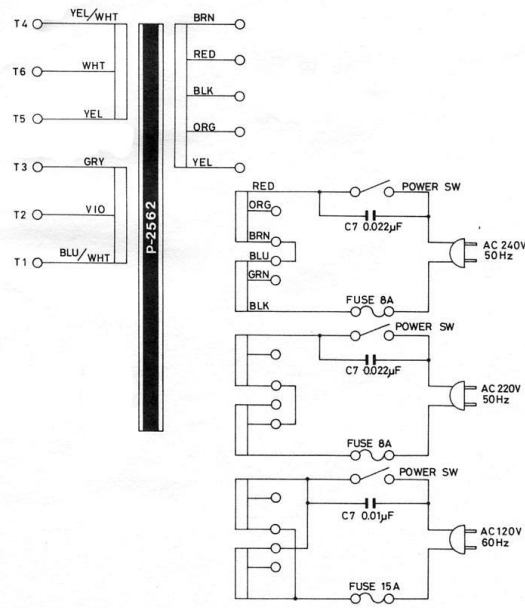 T4 YEL/WHT
T6 WHT
T5 YEL
T3 GRY
T2 VIO
T1 BLU/WHT
P-2562
BRN
RED
BLK
ORG
YEL
RED
ORG
BRN
BLU
GRN
BLK
POWER SW
C7 0.022μF
FUSE 8A
AC 240V
50Hz
POWER SW
C7 0.022μF
FUSE 8A
AC 220V
50Hz
POWER SW
C7 0.01μF
FUSE 15A
AC 120V
60Hz